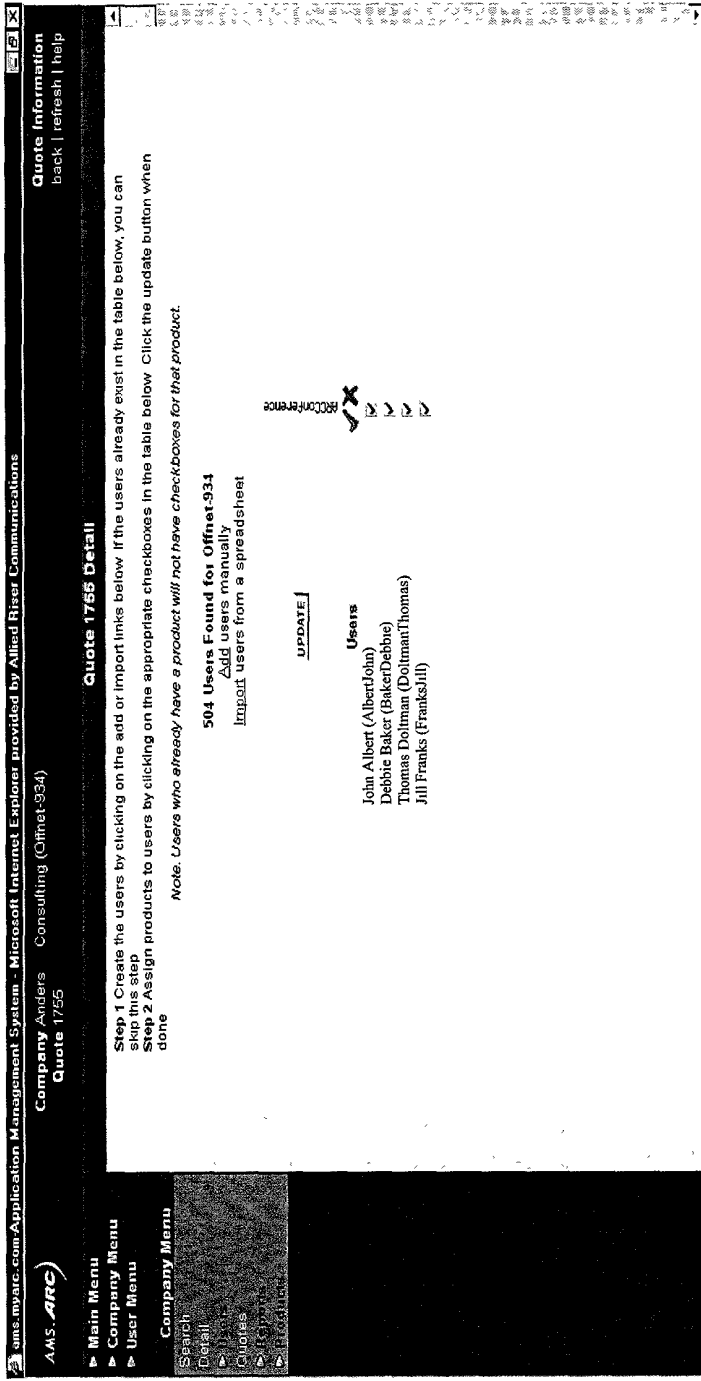 ams.myarc.com-Application Management System - Microsoft Internet Explorer provided by Allied Riser Communications
AMS.ARC
Company Anders Consulting (Offnet-934)
Quote 1755
Quote Information
back | refresh | help
Main Menu
Company Menu
User Menu
Company Menu
Search
Detail
Quotes
Quote 1755 Detail
Step 1 Create the users by clicking on the add or import links below If the users already exist in the table below, you can
skip this step
Step 2 Assign products to users by clicking on the appropriate checkboxes in the table below Click the update button when
done
Note. Users who already have a product will not have checkboxes for that product.
504 Users Found for Offnet-934
Add users manually
Import users from a spreadsheet
UPDATE
ARCConference
Users
John Albert (AlbertJohn)
Debbie Baker (BakerDebbie)
Thomas Doltman (DoltmanThomas)
Jill Franks (FranksJill)